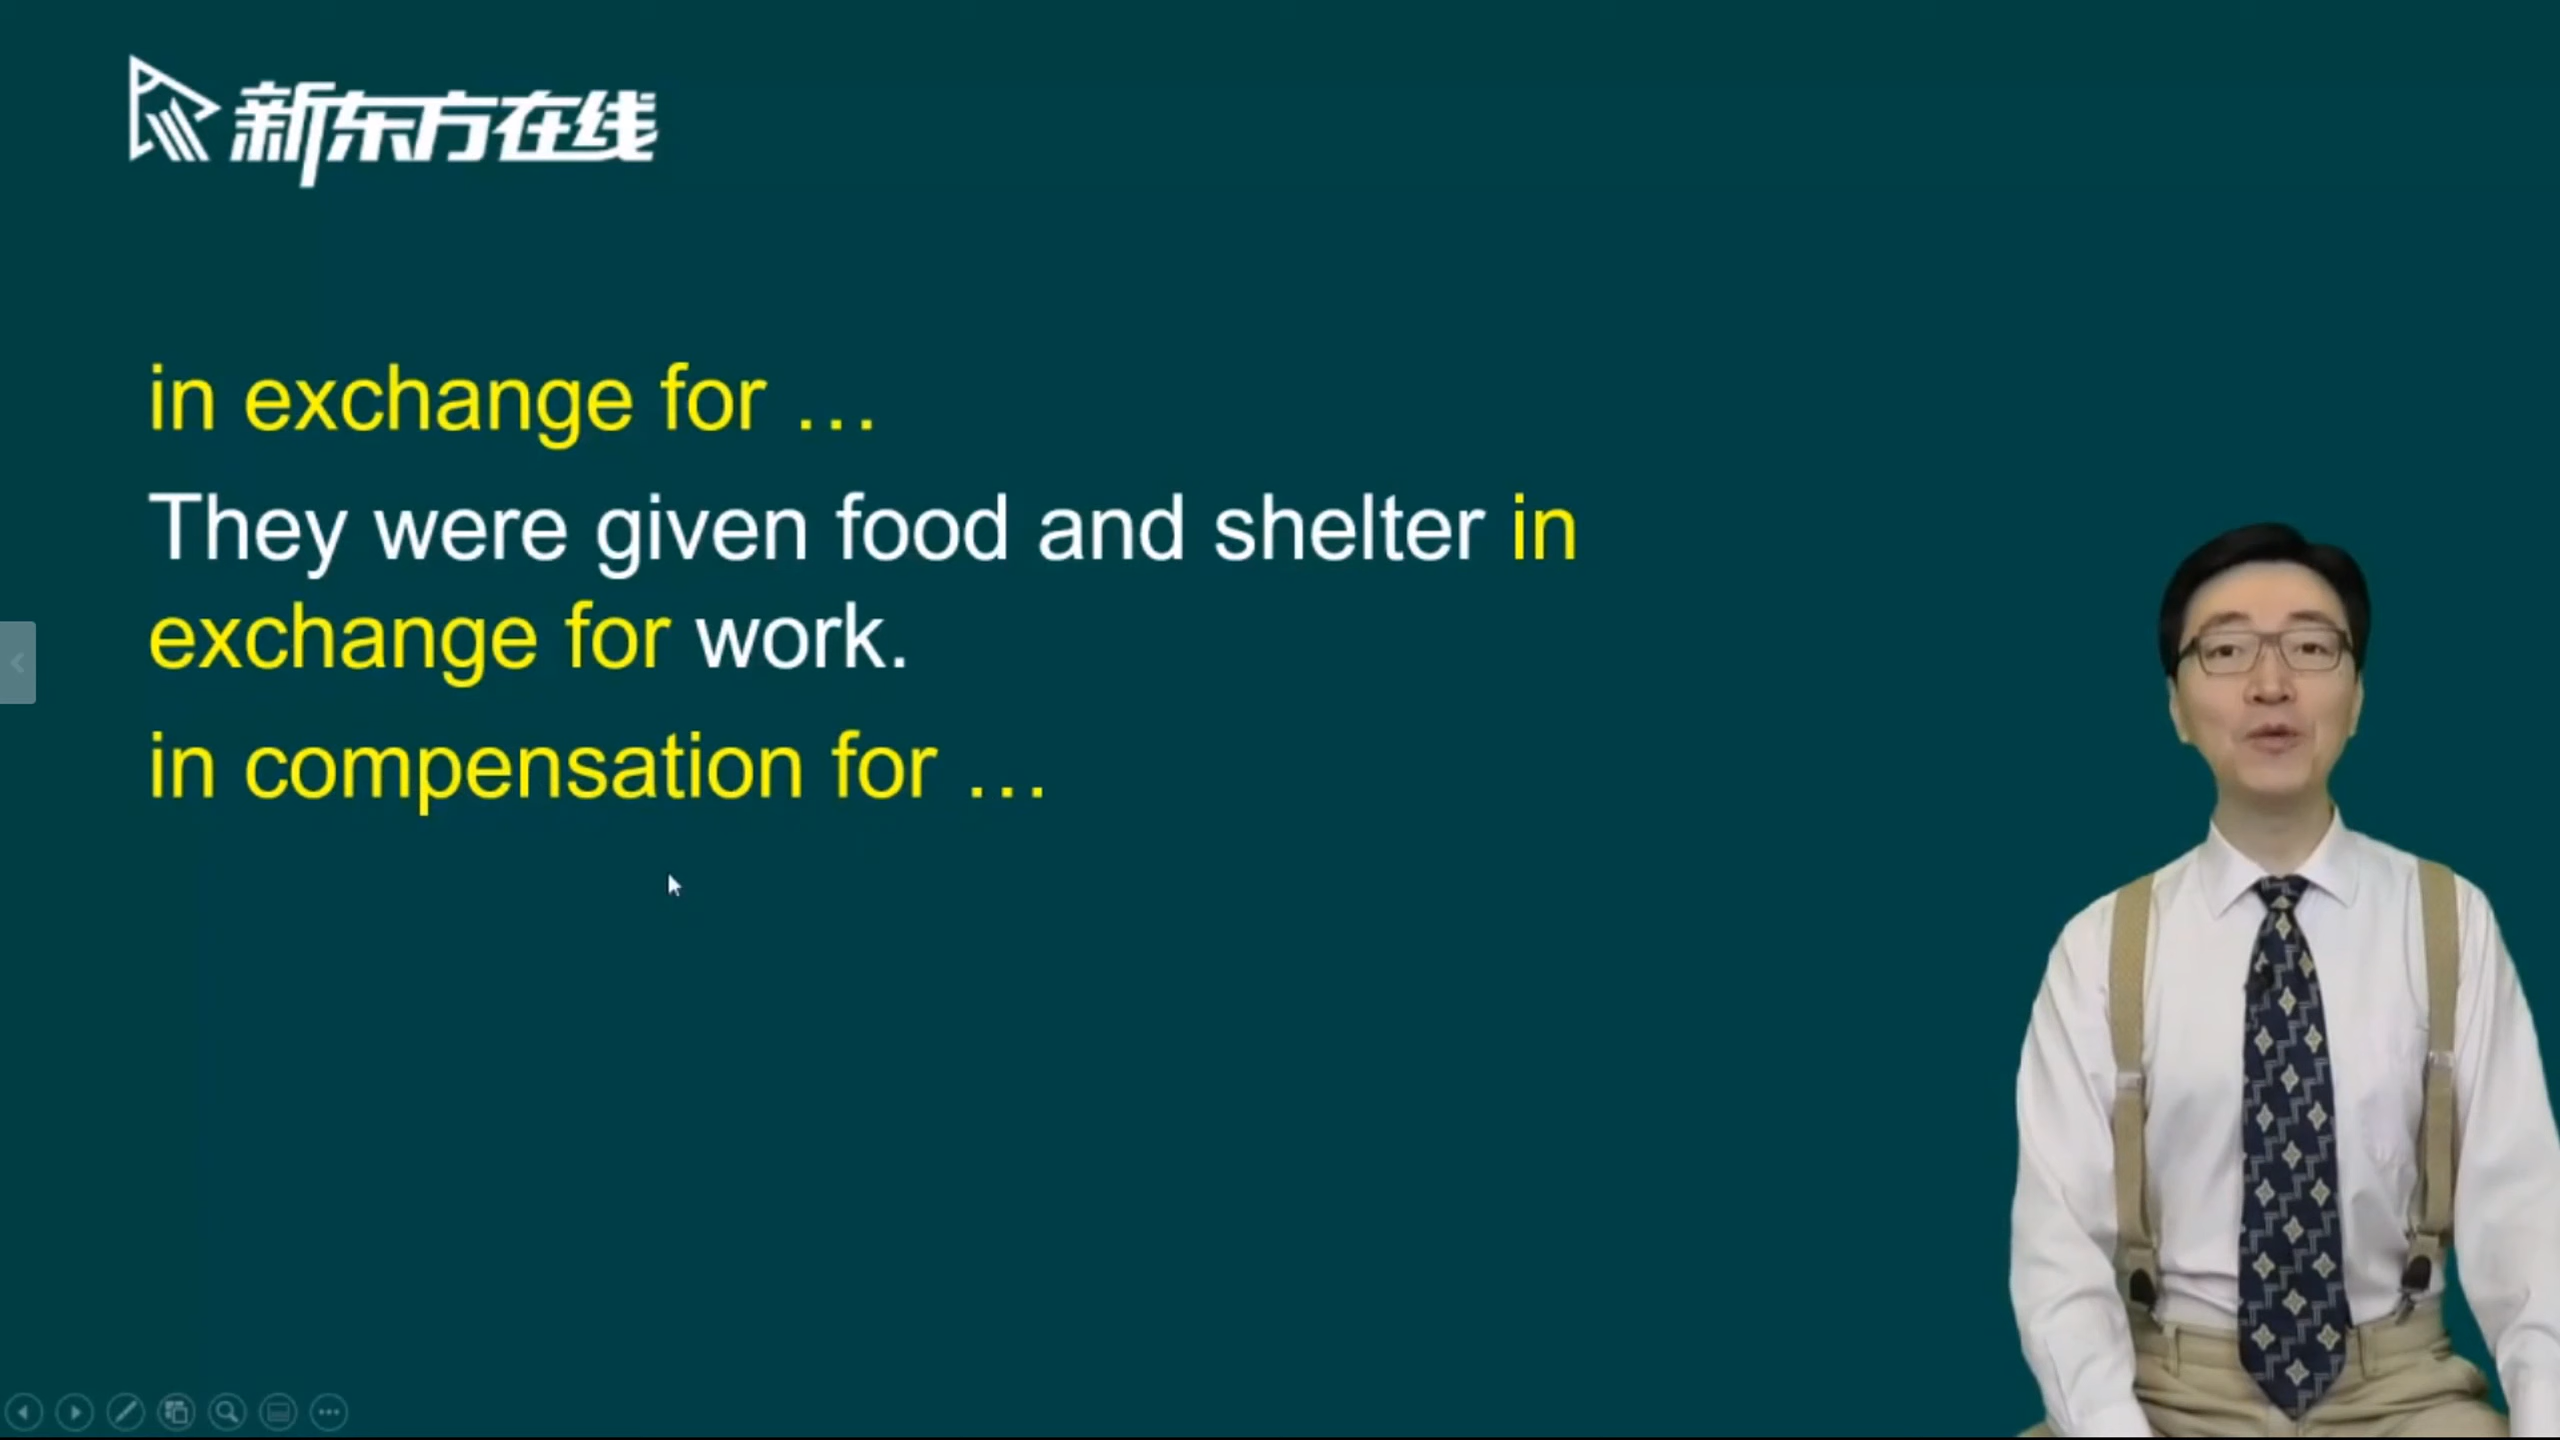 新东方在线
in exchange for …
They were given food and shelter in
exchange for work.
in compensation for …